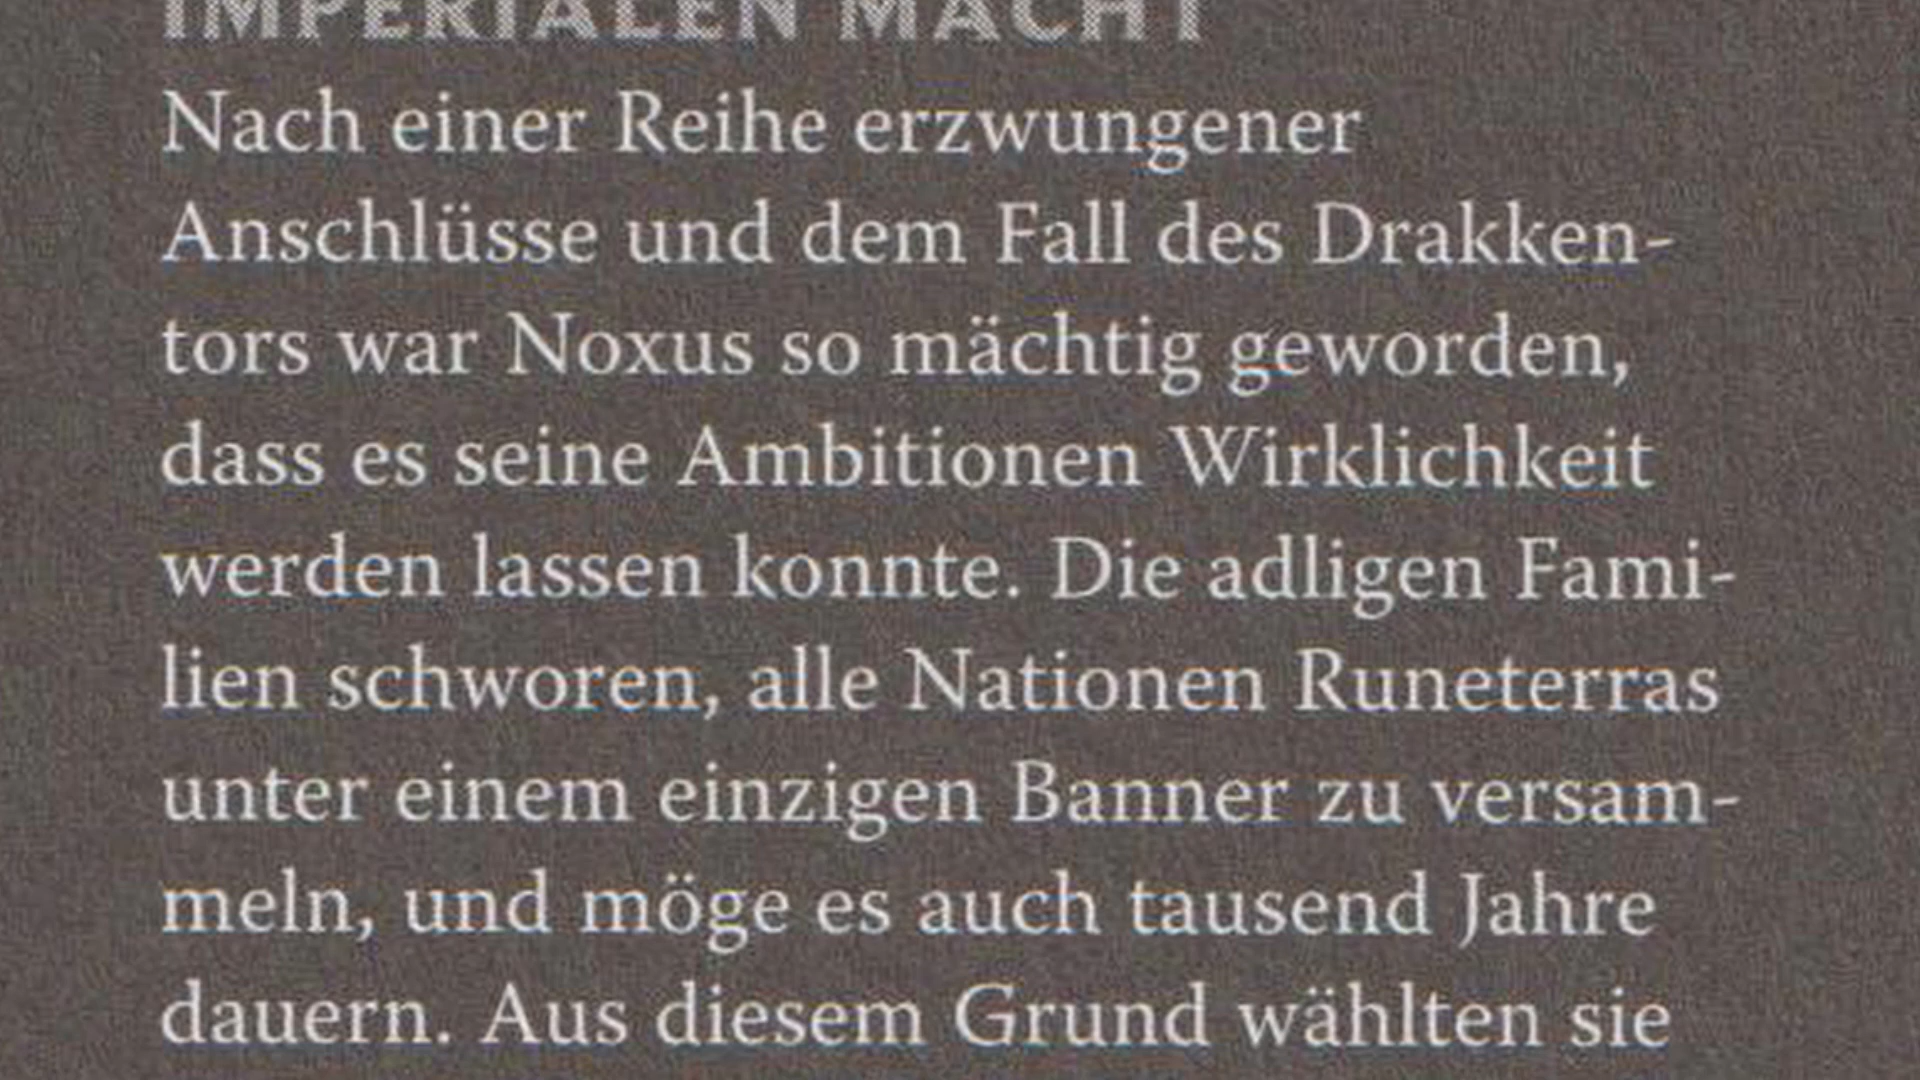 IMPERIALEN MACHT
Nach einer Reihe erzwungener
Anschlüsse und dem Fall des Drakken-
tors war Noxus so mächtig geworden,
dass es seine Ambitionen Wirklichkeit
werden lassen konnte. Die adligen Fami-
lien schworen, alle Nationen Runeterras
unter einem einzigen Banner zu versam-
meln, und möge es auch tausend Jahre
dauern. Aus diesem Grund wählten sie